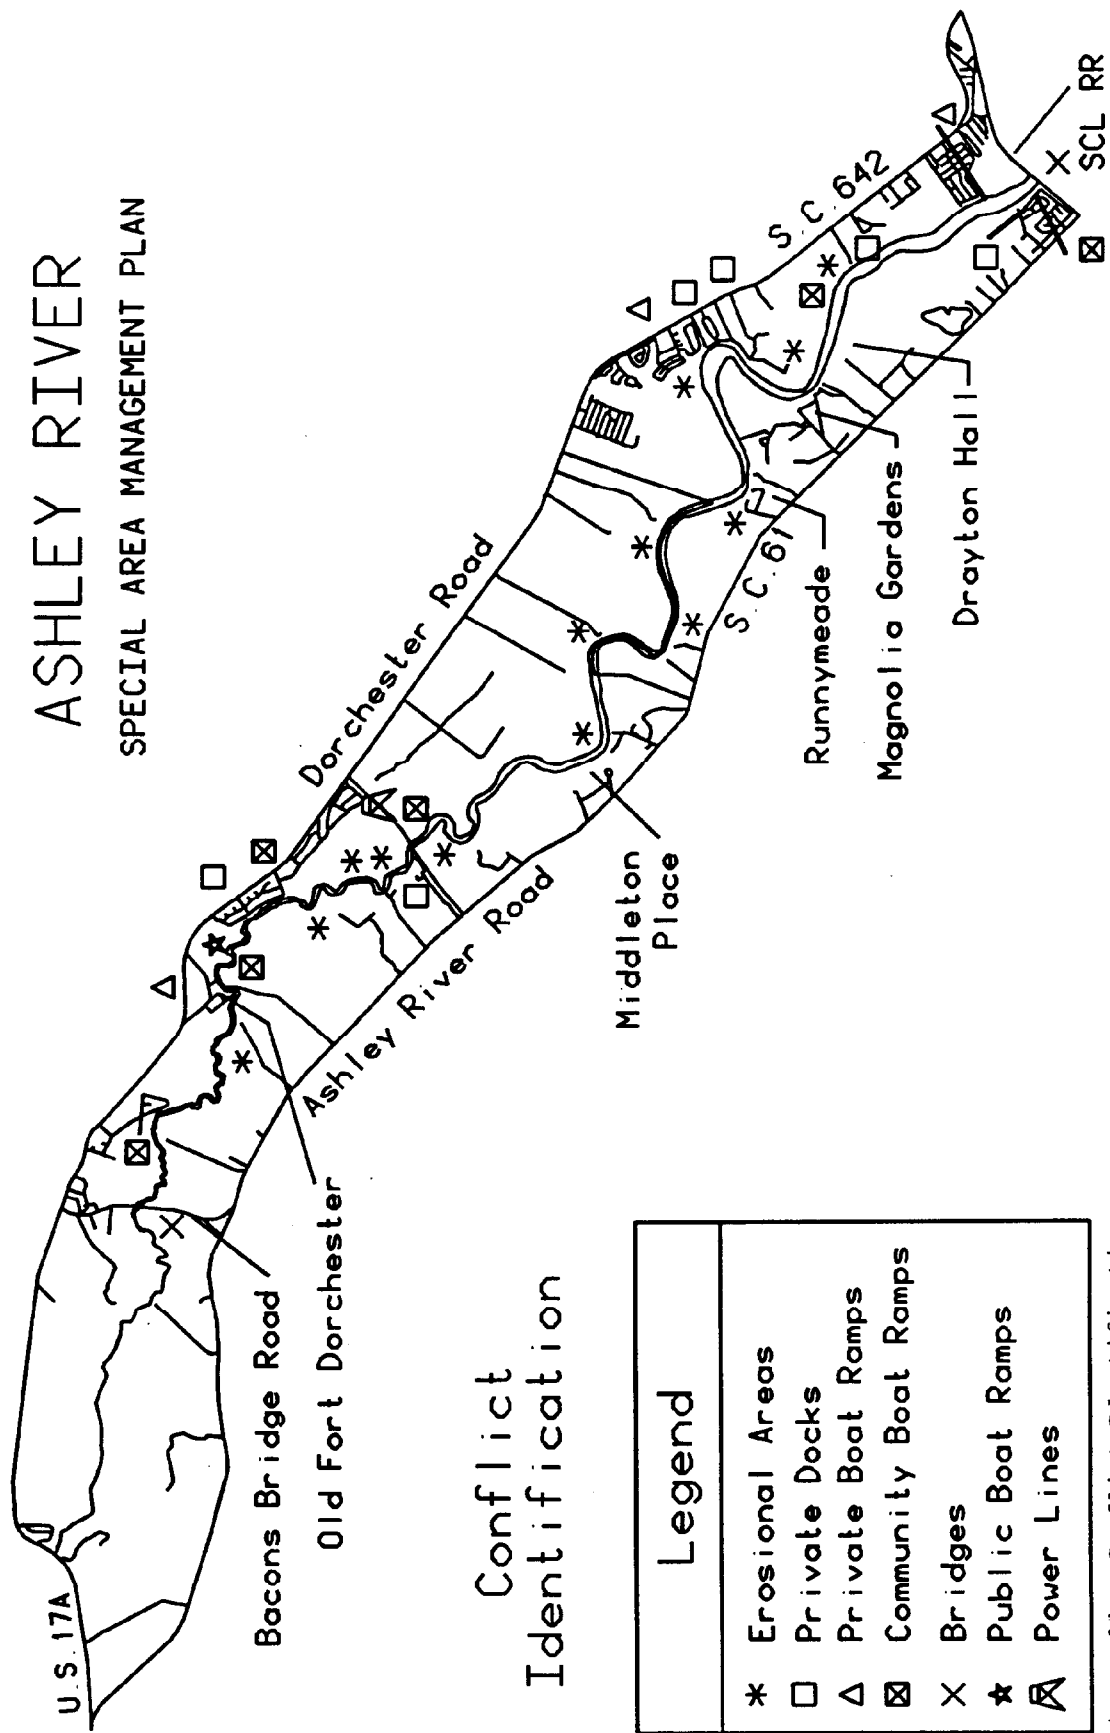 ASHLEY RIVER
SPECIAL AREA MANAGEMENT PLAN
U.S. 17A
Dorchester Road
S.C. 642
SCL RR
Bacons Bridge Road
Old Fort Dorchester
Ashley River Road
Middleton
Place
S.C. 61
Runnymeade
Magnolia Gardens
Drayton Hall
Conflict
Identification
Legend
Erosional Areas
Private Docks
Private Boat Ramps
Community Boat Ramps
Bridges
Public Boat Ramps
Power Lines